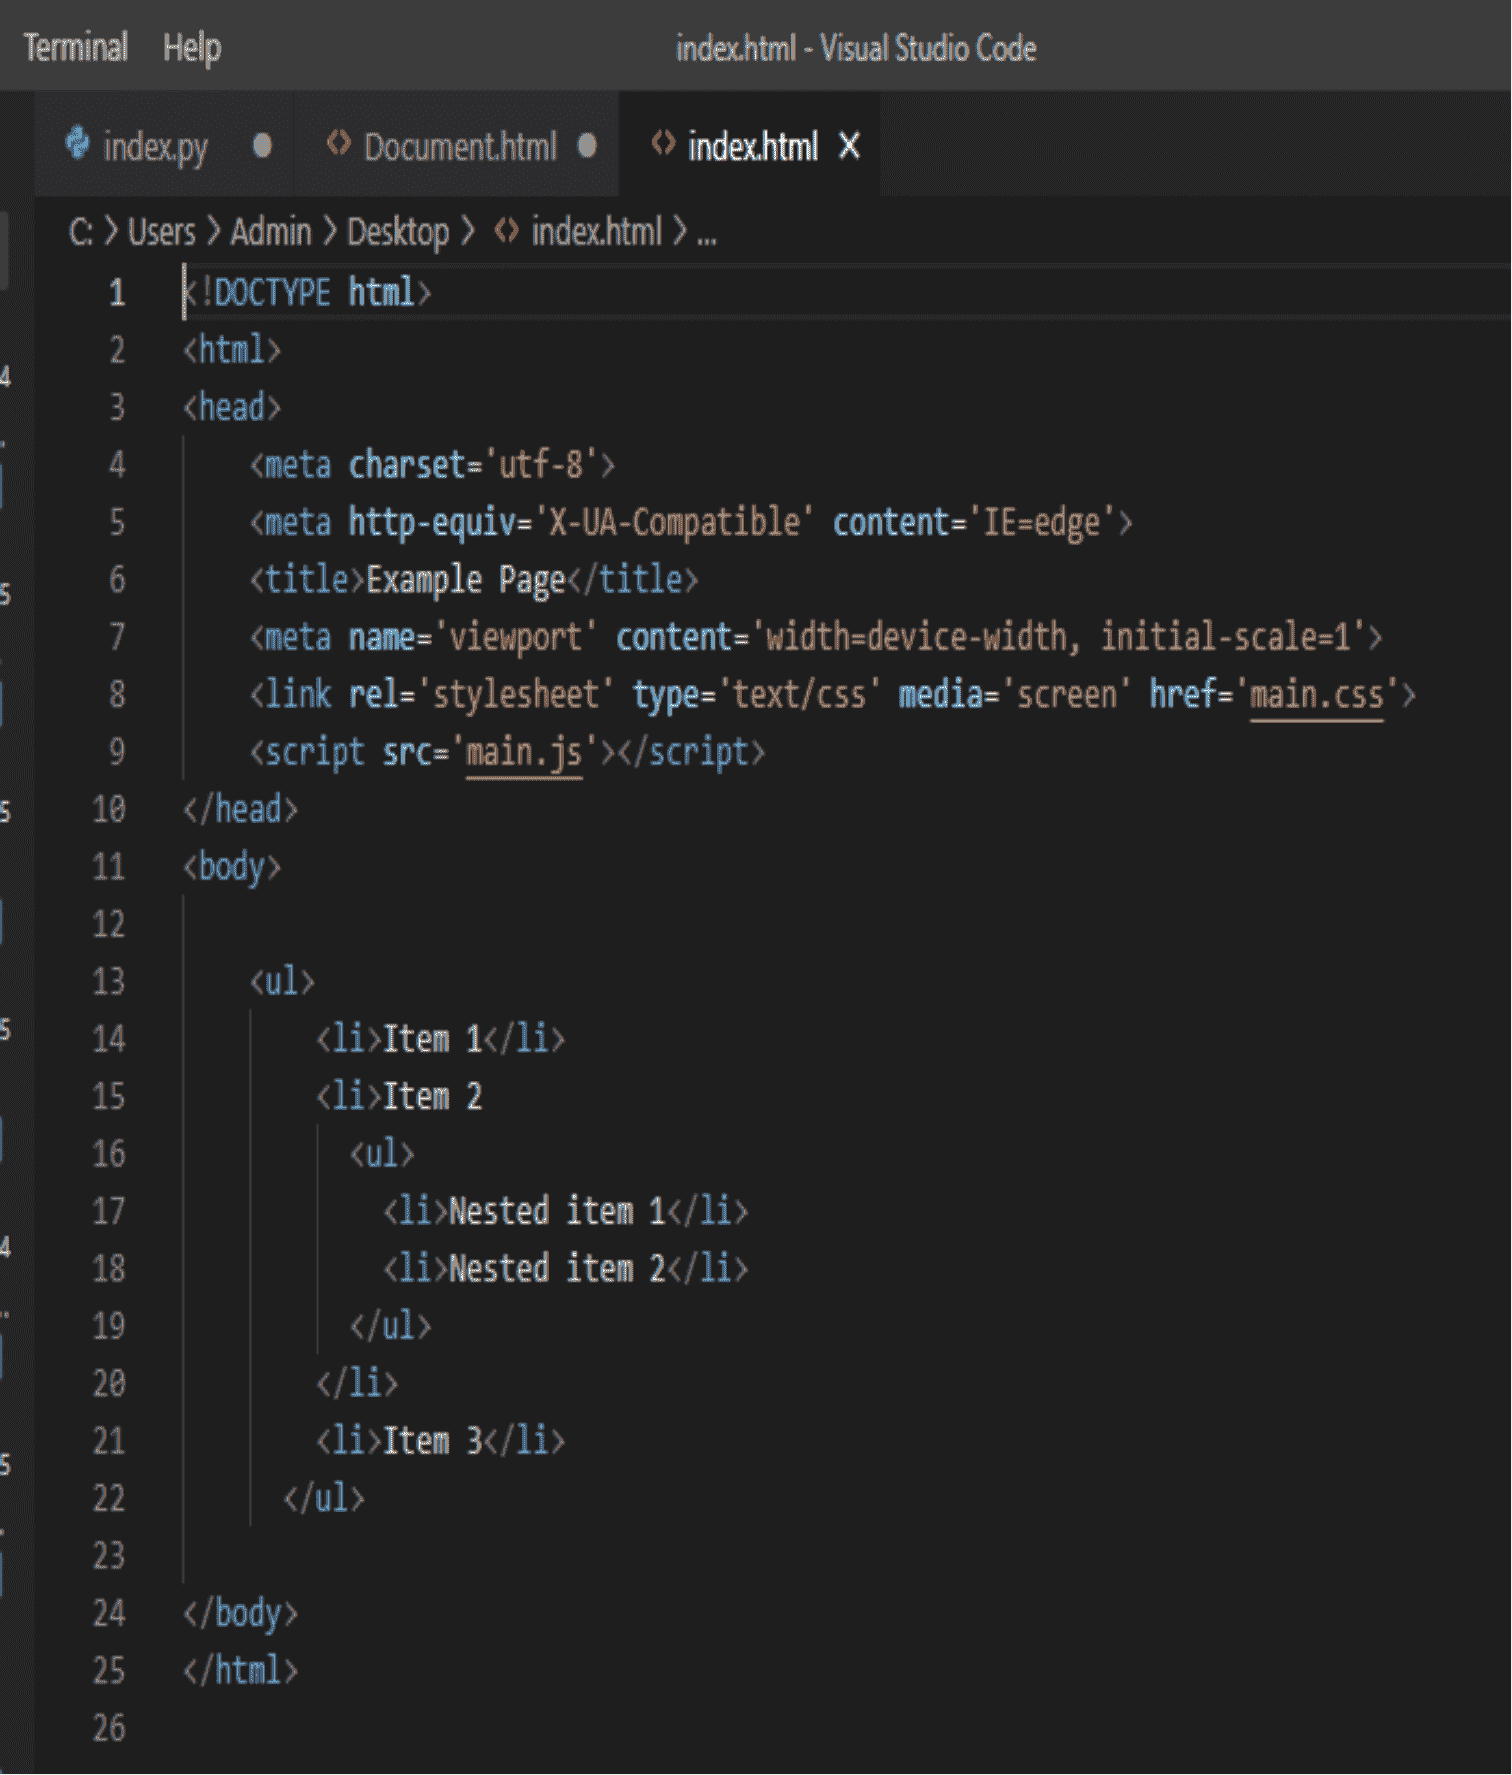 Terminal Help index.html - Visual Studio Code
index.py Document.html index.html X
C: > Users > Admin > Desktop > <> index.html > ...
1 <!DOCTYPE html>
2 <html>
3 <head>
4 <meta charset='utf-8'>
5 <meta http-equiv='X-UA-Compatible' content='IE=edge'>
6 <title>Example Page</title>
7 <meta name='viewport' content='width=device-width, initial-scale=1'>
8 <link rel='stylesheet' type='text/css' media='screen' href='main.css'>
9 <script src='main.js'></script>
10 </head>
11 <body>
12
13 <ul>
14 <li>Item 1</li>
15 <li>Item 2
16 <ul>
17 <li>Nested item 1</li>
18 <li>Nested item 2</li>
19 </ul>
20 </li>
21 <li>Item 3</li>
22 </ul>
23
24 </body>
25 </html>
26